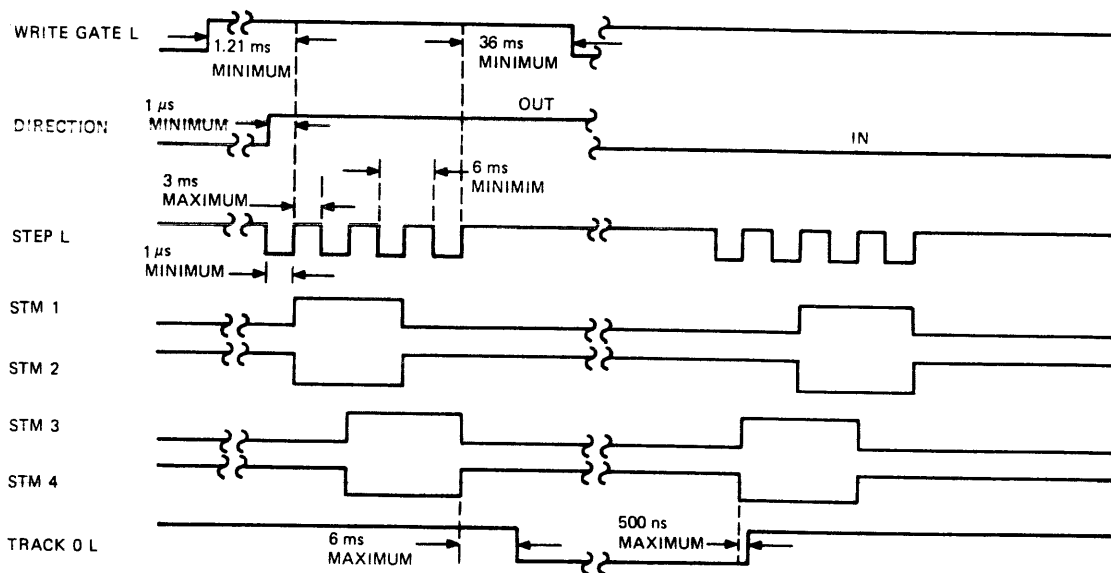 WRITE GATE L
1.21 ms
MINIMUM
36 ms
MINIMUM
1 µs
MINIMUM
OUT
DIRECTION
IN
3 ms
MAXIMUM
6 ms
MINIMIM
STEP L
1µs
MINIMUM
STM 1
STM 2
STM 3
STM 4
6 ms
MAXIMUM
500 ns
MAXIMUM
TRACK 0 L